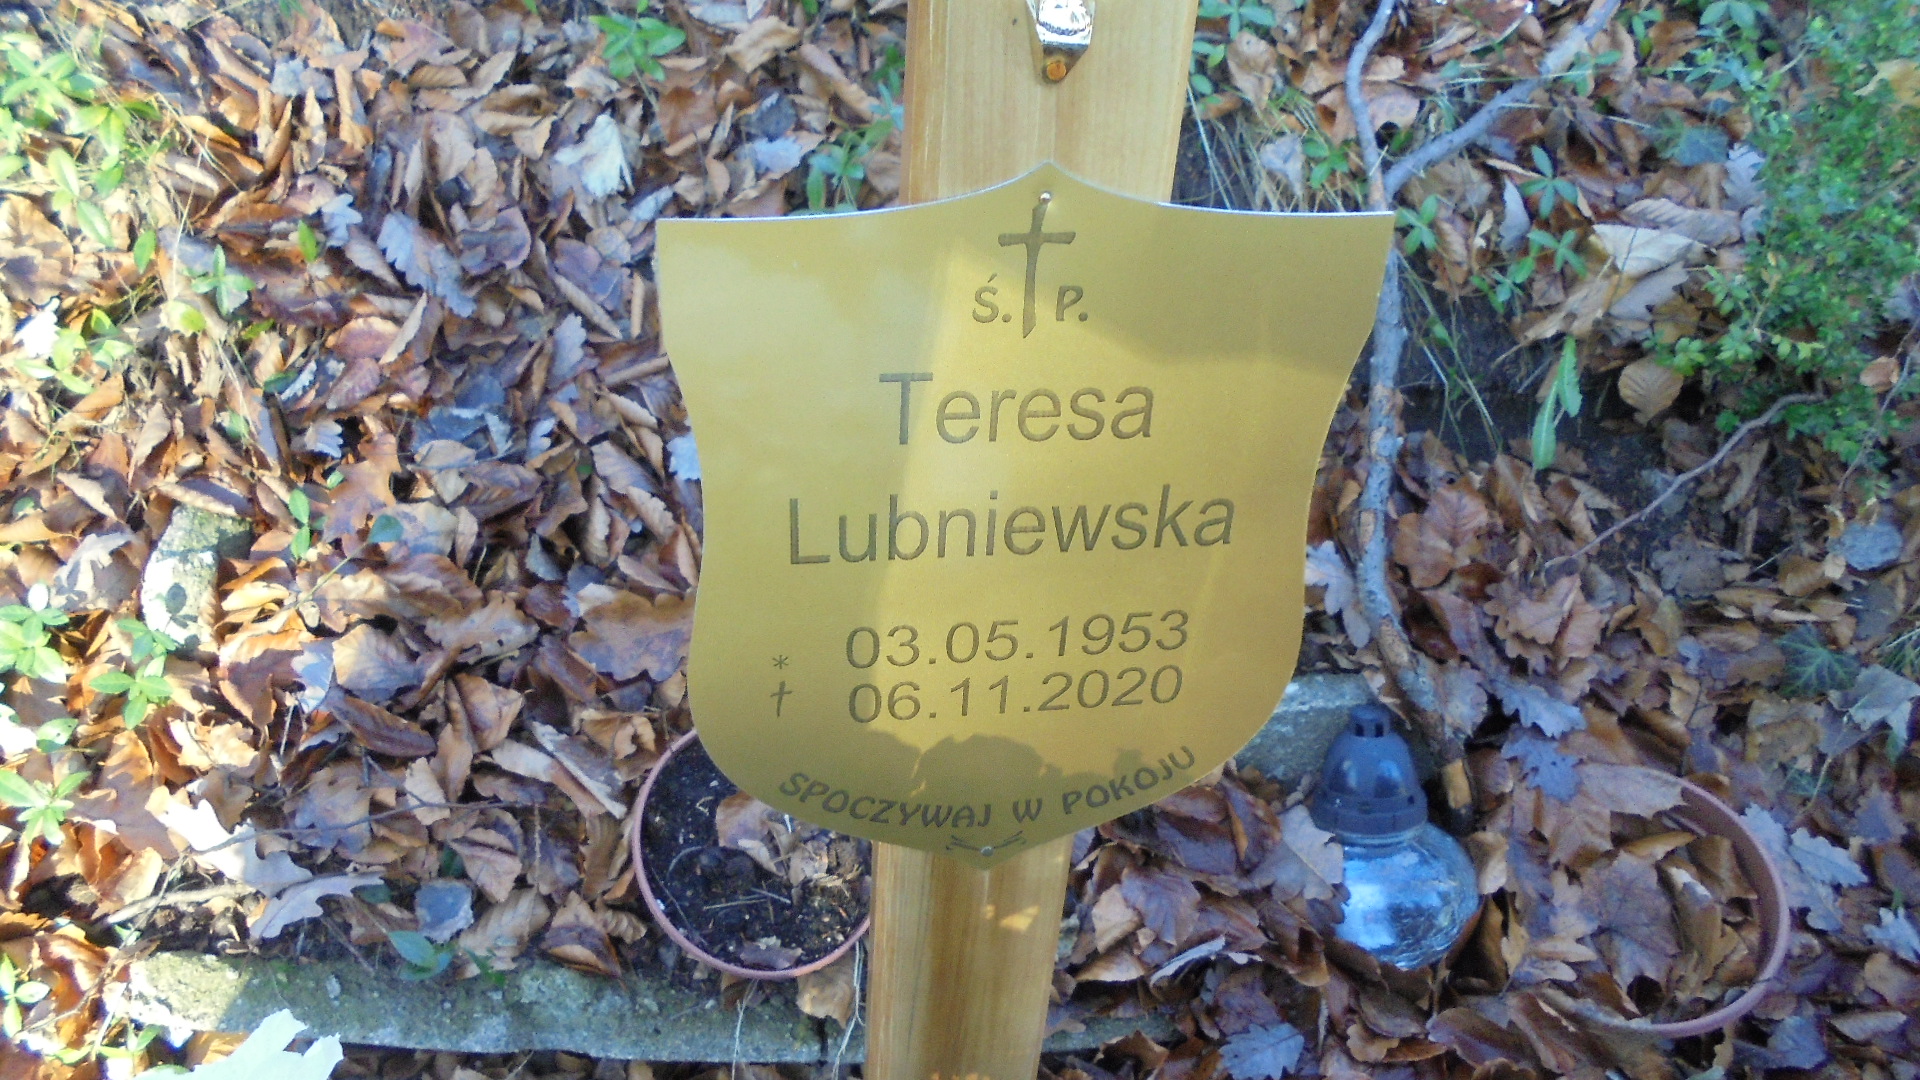 Ś. P.
Teresa
Lubniewska
* 03.05.1953
† 06.11.2020
SPOCZYWAJ W POKOJU